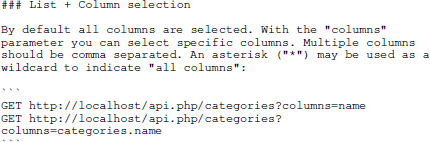 ### List + Column selection
By default all columns are selected. With the "columns"
parameter you can select specific columns. Multiple columns
should be comma separated. An asterisk ("*") may be used as a
wildcard to indicate "all columns":
```
GET http://localhost/api.php/categories?columns=name
GET http://localhost/api.php/categories?
columns=categories.name
```